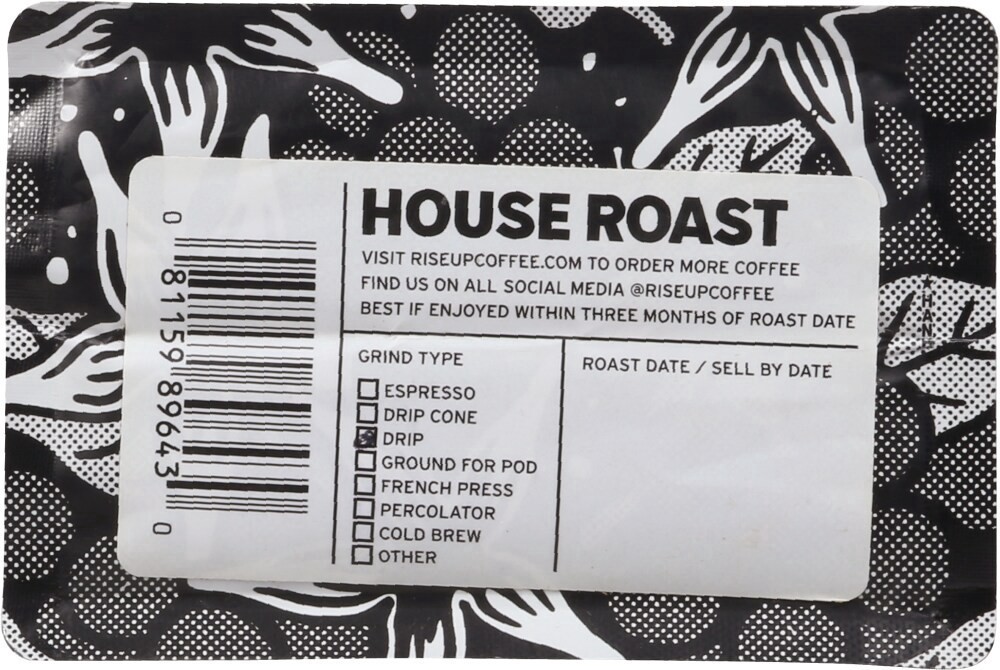 HOUSE ROAST
VISIT RISEUPCOFFEE.COM TO ORDER MORE COFFEE
FIND US ON ALL SOCIAL MEDIA @RISEUPCOFFEE
BEST IF ENJOYED WITHIN THREE MONTHS OF ROAST DATE
GRIND TYPE
ESPRESSO
DRIP CONE
DRIP
GROUND FOR POD
FRENCH PRESS
PERCOLATOR
COLD BREW
OTHER
ROAST DATE / SELL BY DATE
0 81159 89643 0